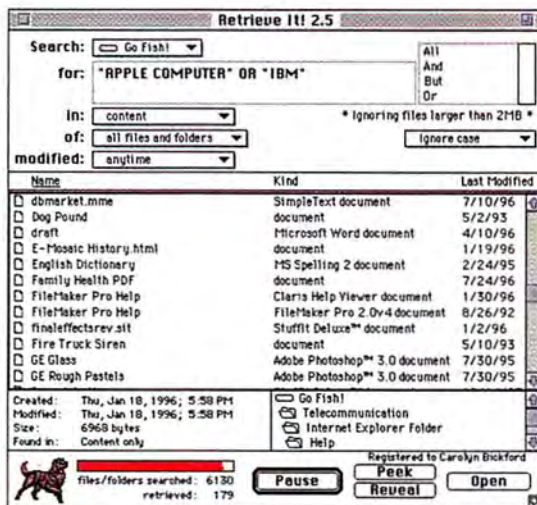 Retrieve It! 2.5
Search: Go Fish!
for: "APPLE COMPUTER" OR "IBM"
All
And
But
Or
in: content
* Ignoring files larger than 2MB *
of: all files and folders
Ignore case
modified: anytime
Name Kind Last Modified
dbmarket.mme SimpleText document 7/10/96
Dog Pound document 5/2/93
draft Microsoft Word document 4/10/96
E-Mosaic History.html document 1/19/96
English Dictionary MS Spelling 2 document 2/24/95
Family Health PDF document 7/24/96
FileMaker Pro Help Claris Help Viewer document 1/30/96
FileMaker Pro Help FileMaker Pro 2.0v4 document 8/26/92
finaleffectsrev.sit StuffIt Deluxe™ document 1/2/96
Fire Truck Siren document 5/10/93
GE Glass Adobe Photoshop™ 3.0 document 7/30/95
GE Rough Pastels Adobe Photoshop™ 3.0 document 7/30/95
Created: Thu, Jan 18, 1996; 5:58 PM
Modified: Thu, Jan 18, 1996; 5:58 PM
Size: 6968 bytes
Found in: Content only
Go Fish!
Telecommunication
Internet Explorer Folder
Help
Registered to Carolyn Bickford
files/folders searched: 6130
retrieved: 179
Pause
Peek
Reveal
Open